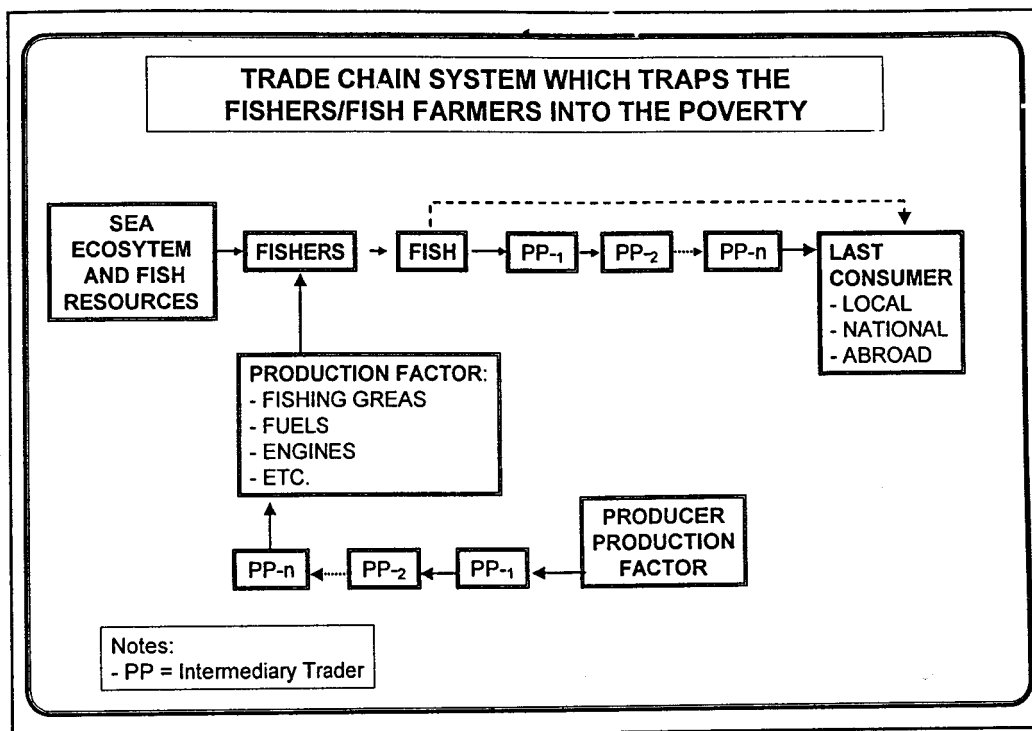 TRADE CHAIN SYSTEM WHICH TRAPS THE
FISHERS/FISH FARMERS INTO THE POVERTY
SEA
ECOSYTEM
AND FISH
RESOURCES
FISHERS
FISH
PP-1
PP-2
PP-n
LAST
CONSUMER
- LOCAL
- NATIONAL
- ABROAD
PRODUCTION FACTOR:
- FISHING GREAS
- FUELS
- ENGINES
- ETC.
PP-n
PP-2
PP-1
PRODUCER
PRODUCTION
FACTOR
Notes:
- PP = Intermediary Trader